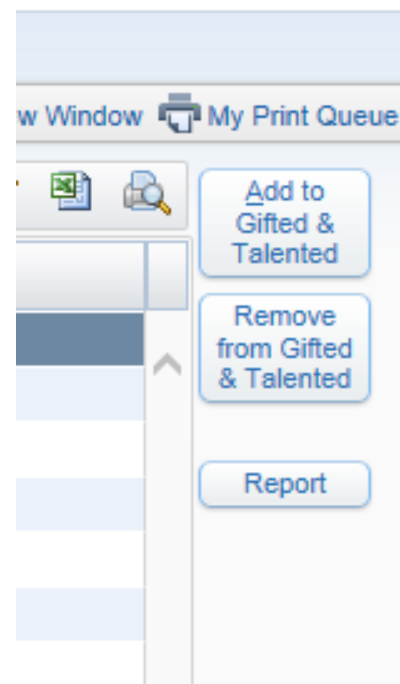 w Window My Print Queue
Add to
Gifted &
Talented
Remove
from Gifted
& Talented
Report